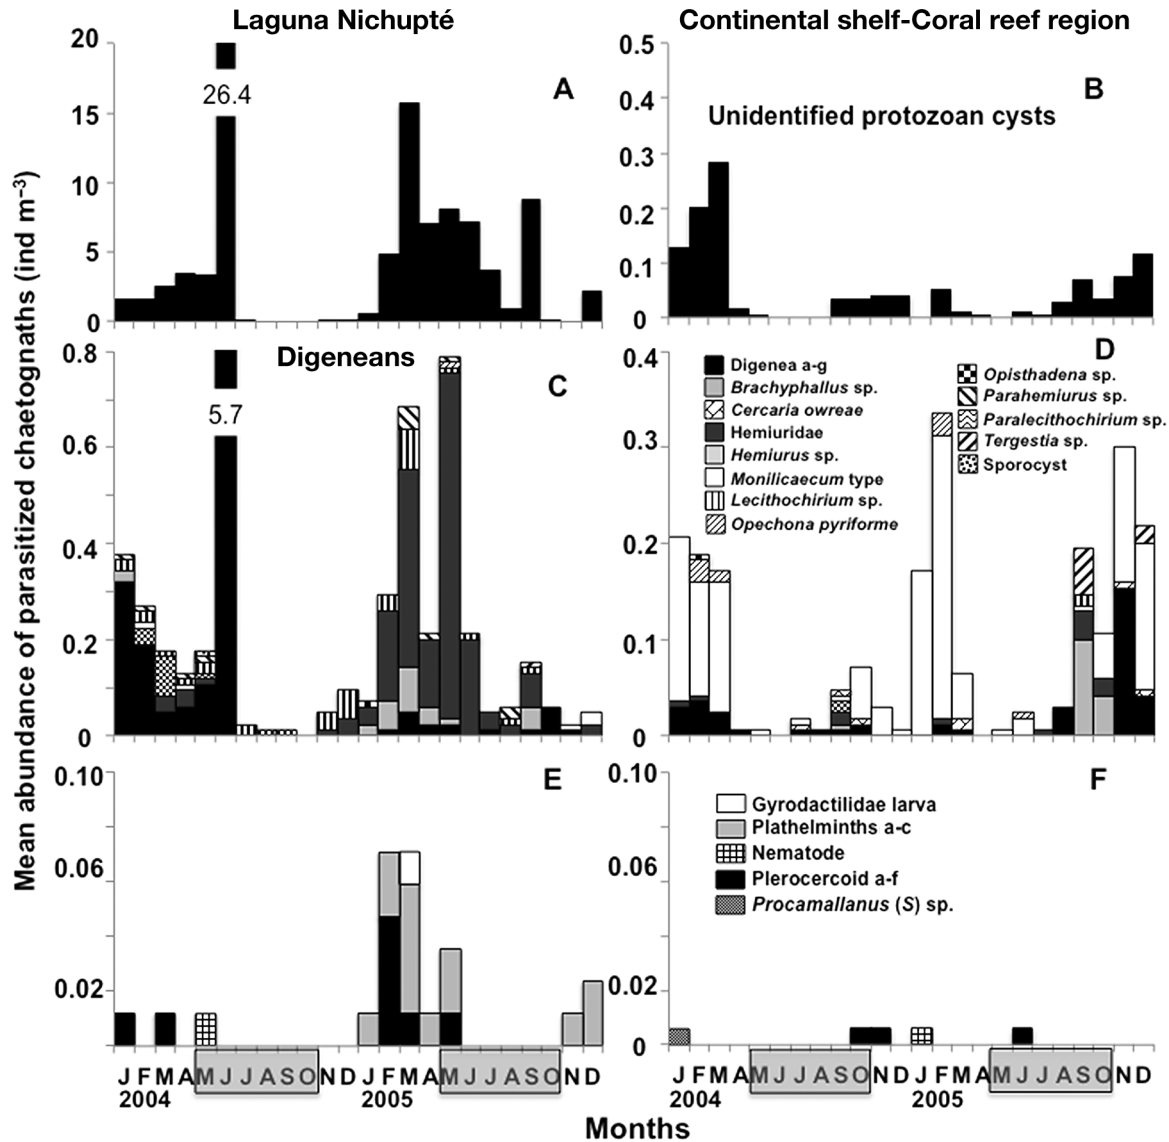 Laguna Nichupté
Continental shelf-Coral reef region
Mean abundance of parasitized chaetognaths (ind m⁻³)
20
15
10
5
0
26.4
A
0.5
0.4
0.3
0.2
0.1
0
B
Unidentified protozoan cysts
0.8
0.6
0.4
0.2
0
Digeneans
5.7
C
0.4
0.3
0.2
0.1
0
D
Digenea a-g
Brachyphallus sp.
Cercaria owreae
Hemiuridae
Hemiurus sp.
Monilicaecum type
Lecithochirium sp.
Opechona pyriforme
Opisthadena sp.
Parahemiurus sp.
Paralecithochirium sp.
Tergestia sp.
Sporocyst
0.10
0.06
0.02
E
0.10
0.06
0.02
0
F
Gyrodactilidae larva
Plathelminths a-c
Nematode
Plerocercoid a-f
Procamallanus (S) sp.
J F M A M J J A S O N D J F M A M J J A S O N D
2004 2005
J F M A M J J A S O N D J F M A M J J A S O N D
2004 2005
Months